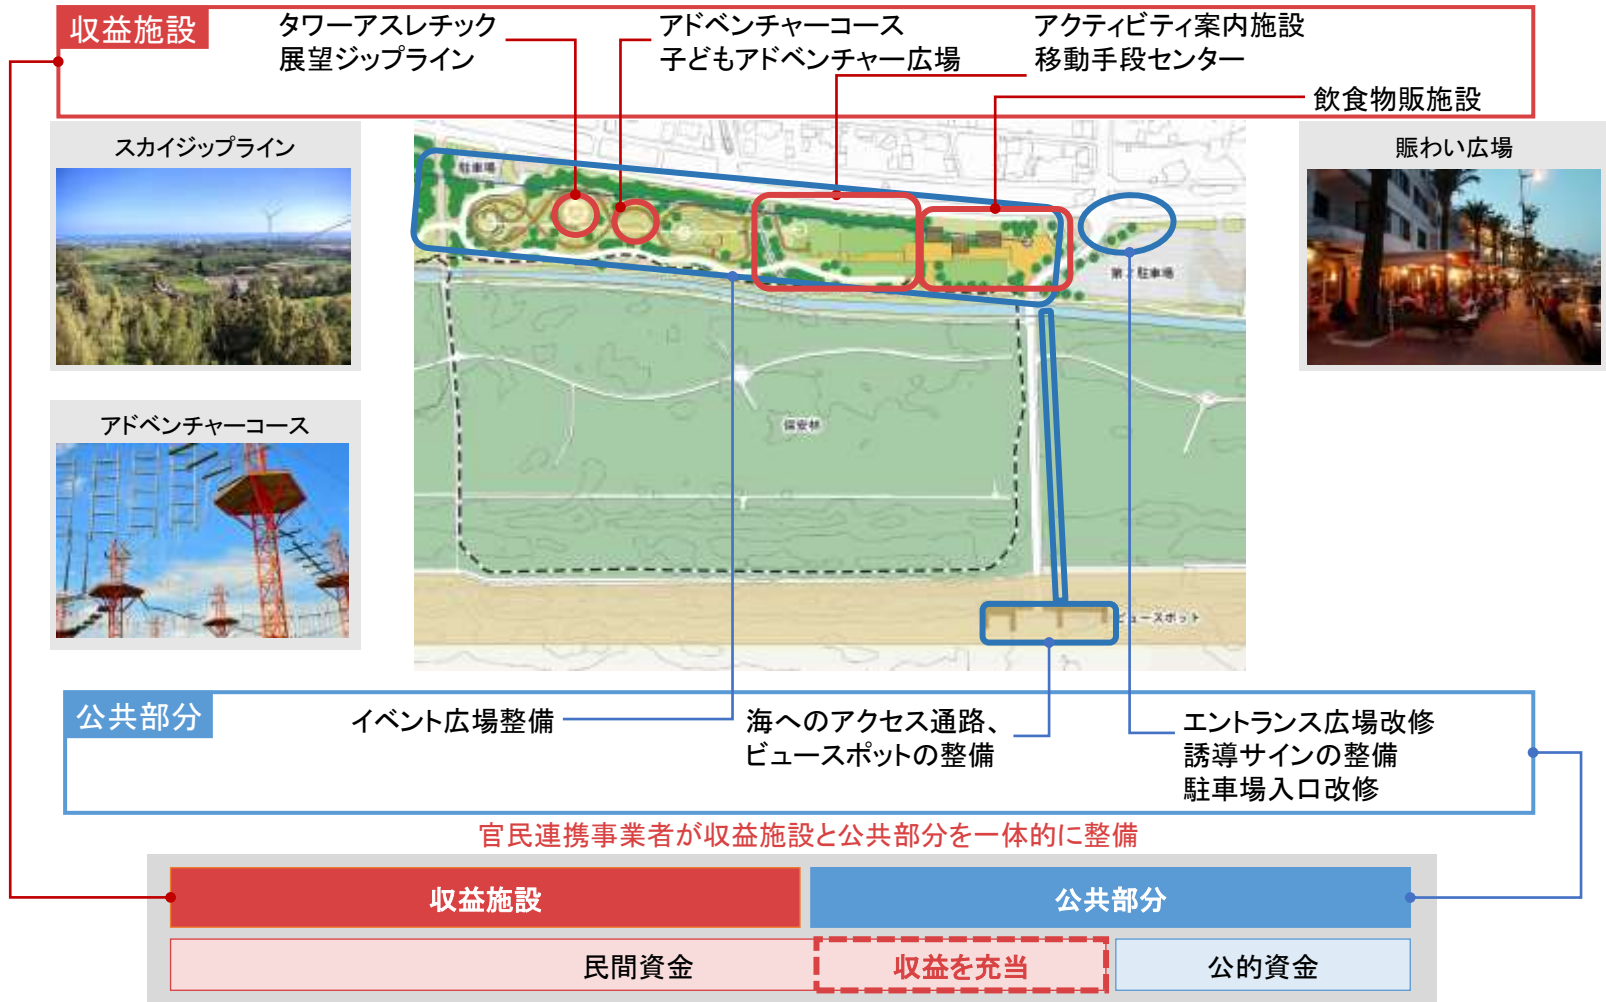 収益施設
タワーアスレチック
展望ジップライン
アドベンチャーコース
子どもアドベンチャー広場
アクティビティ案内施設
移動手段センター
飲食物販施設
スカイジップライン
賑わい広場
アドベンチャーコース
駐車場
第2駐車場
保安林
ビュースポット
公共部分
イベント広場整備
海へのアクセス通路、
ビュースポットの整備
エントランス広場改修
誘導サインの整備
駐車場入口改修
官民連携事業者が収益施設と公共部分を一体的に整備
収益施設
公共部分
民間資金
収益を充当
公的資金